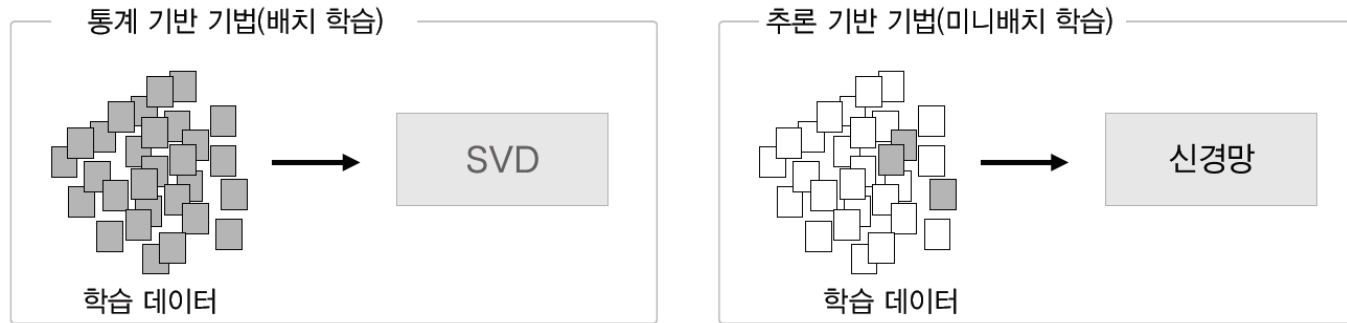 통계 기반 기법(배치 학습)
SVD
학습 데이터
추론 기반 기법(미니배치 학습)
신경망
학습 데이터